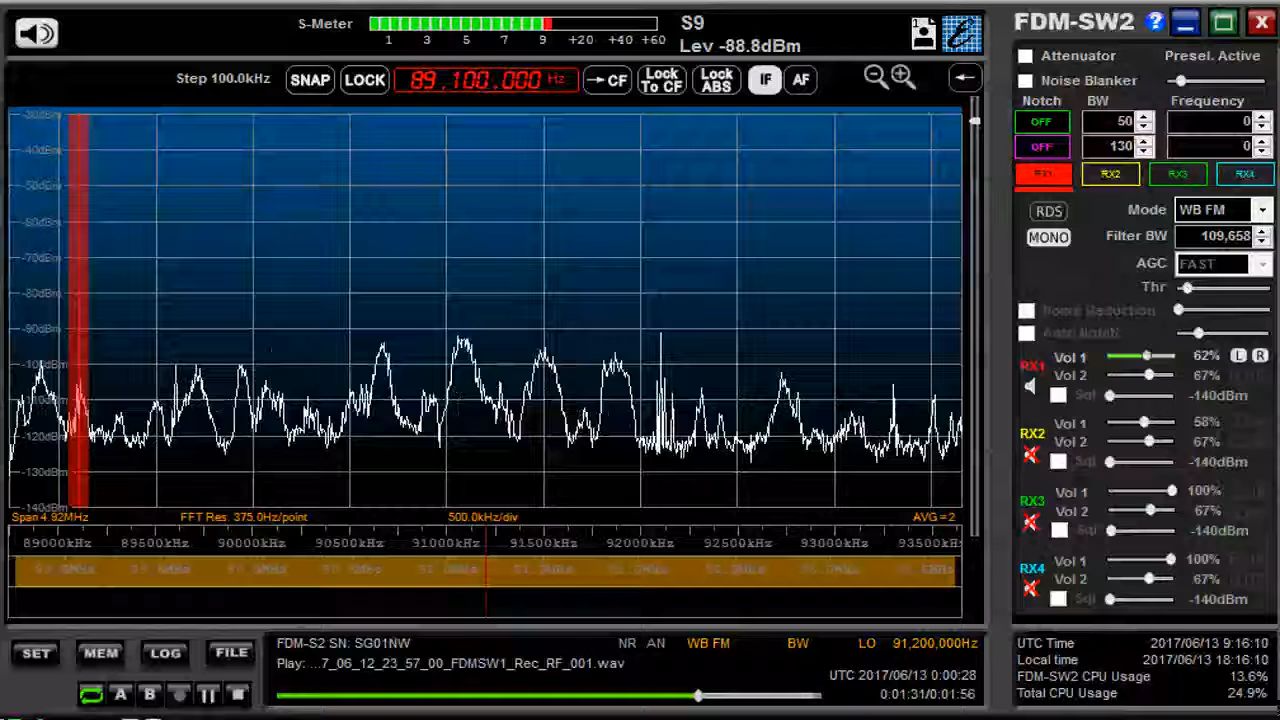 S-Meter
1 3 5 7 9 +20 +40 +60
S9
Lev -88.8dBm
FDM-SW2
Step 100.0kHz
SNAP
LOCK
89,100,000 Hz
→CF
Lock To CF
Lock ABS
IF
AF
-40dBm
-50dBm
-60dBm
-70dBm
-80dBm
-90dBm
-100dBm
-110dBm
-120dBm
-130dBm
-140dBm
Span 4.92MHz
FFT Res. 375.0Hz/point
500.0kHz/div
AVG=2
89000kHz 89500kHz 90000kHz 90500kHz 91000kHz 91500kHz 92000kHz 92500kHz 93000kHz 93500kHz
Attenuator
Presel. Active
Noise Blanker
Notch BW Frequency
OFF 50 0
OFF 130 0
RX1 RX2 RX3 RX4
RDS
Mode WB FM
MONO
Filter BW 109,658
AGC FAST
Thr
Noise Reduction
Auto Notch
RX1 Vol 1 62% L R
Vol 2 67%
Sql -140dBm
RX2 Vol 1 58%
Vol 2 67%
Sql -140dBm
RX3 Vol 1 100%
Vol 2 67%
Sql -140dBm
RX4 Vol 1 100%
Vol 2 67%
Sql -140dBm
SET
MEM
LOG
FILE
A
B
FDM-S2 SN: SG01NW
NR AN WB FM BW LO 91,200,000Hz
Play: ...7_06_12_23_57_00_FDMSW1_Rec_RF_001.wav
UTC 2017/06/13 0:00:28
0:01:31/0:01:56
UTC Time 2017/06/13 9:16:10
Local time 2017/06/13 18:16:10
FDM-SW2 CPU Usage 13.6%
Total CPU Usage 24.9%